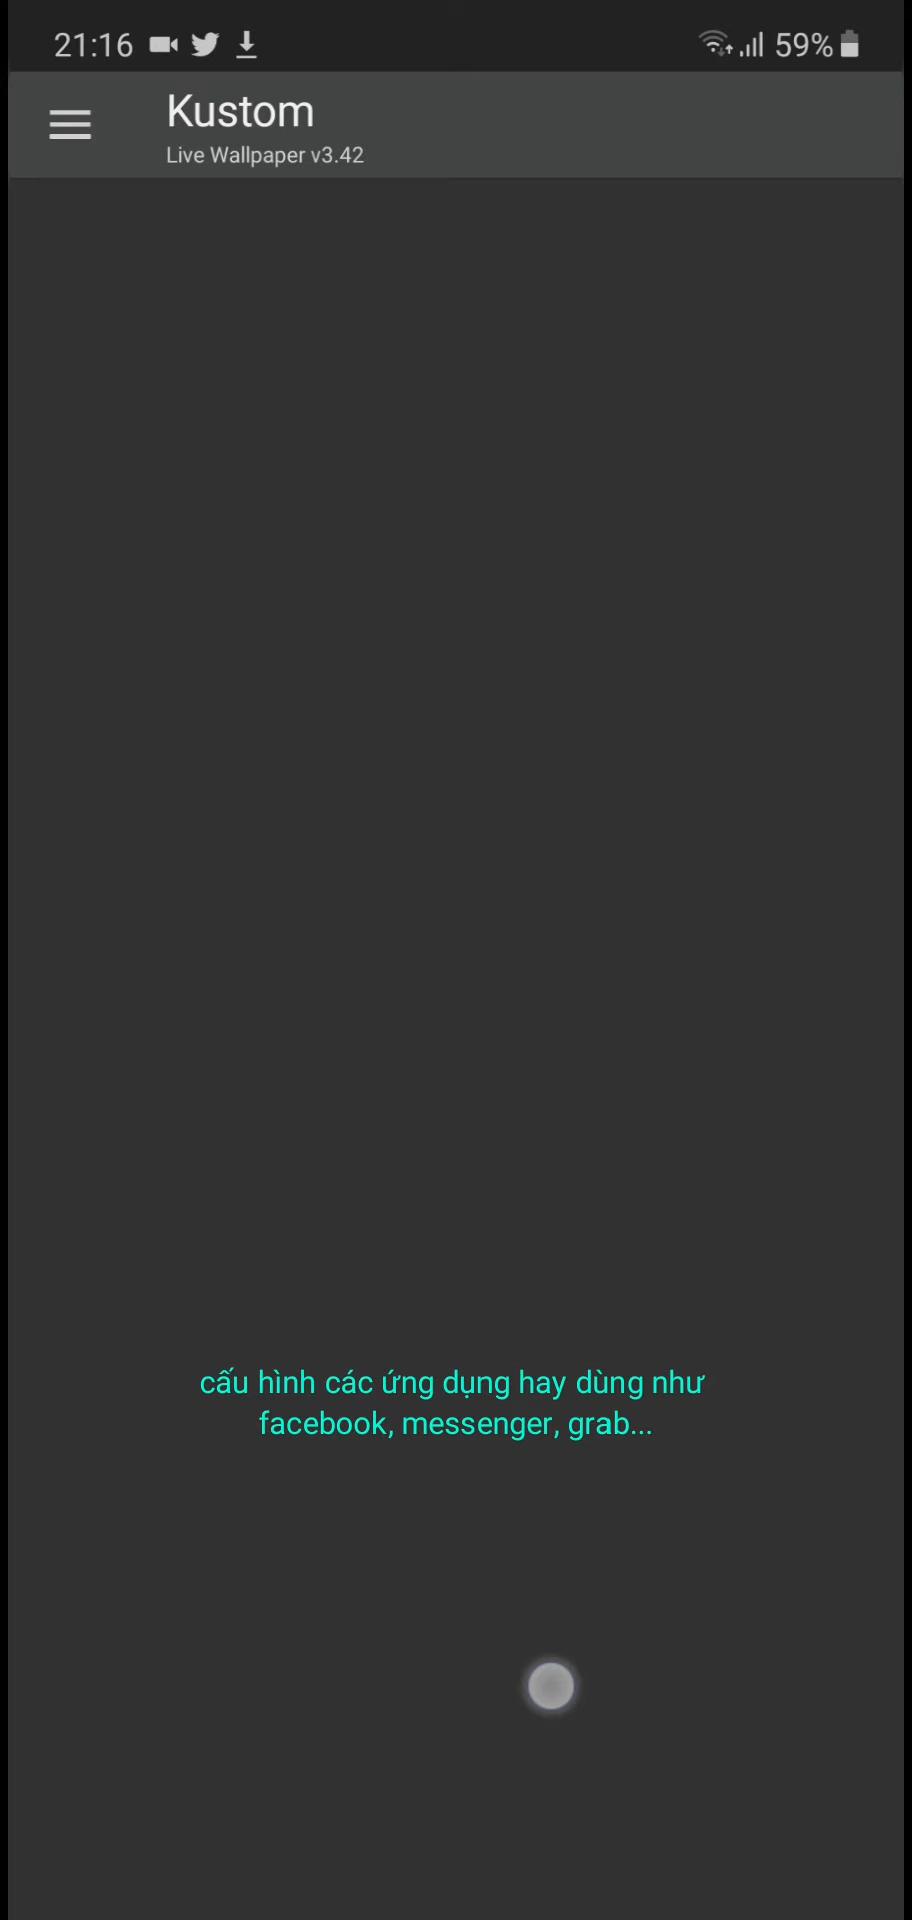 21:16 59%
Kustom
Live Wallpaper v3.42
cấu hình các ứng dụng hay dùng như
facebook, messenger, grab...